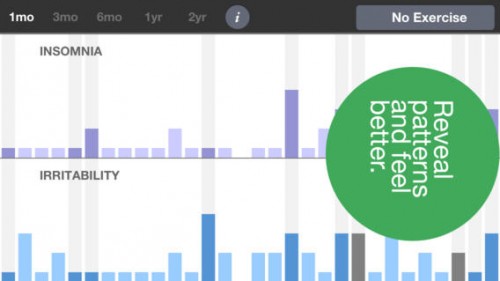 1mo 3mo 6mo 1yr 2yr i No Exercise
INSOMNIA
Reveal
patterns
and feel
better.
IRRITABILITY